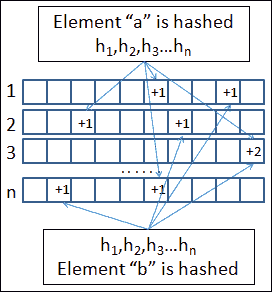 Element “a” is hashed
h1,h2,h3...hn
1 +1 +1
2 +1 +1
3 +2
......
n +1 +1
h1,h2,h3...hn
Element “b” is hashed